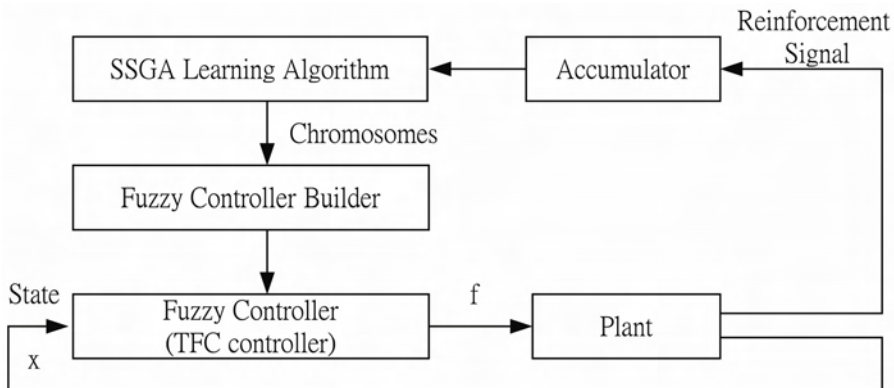 Reinforcement
Signal
SSGA Learning Algorithm
Accumulator
Chromosomes
Fuzzy Controller Builder
State
x
Fuzzy Controller
(TFC controller)
f
Plant